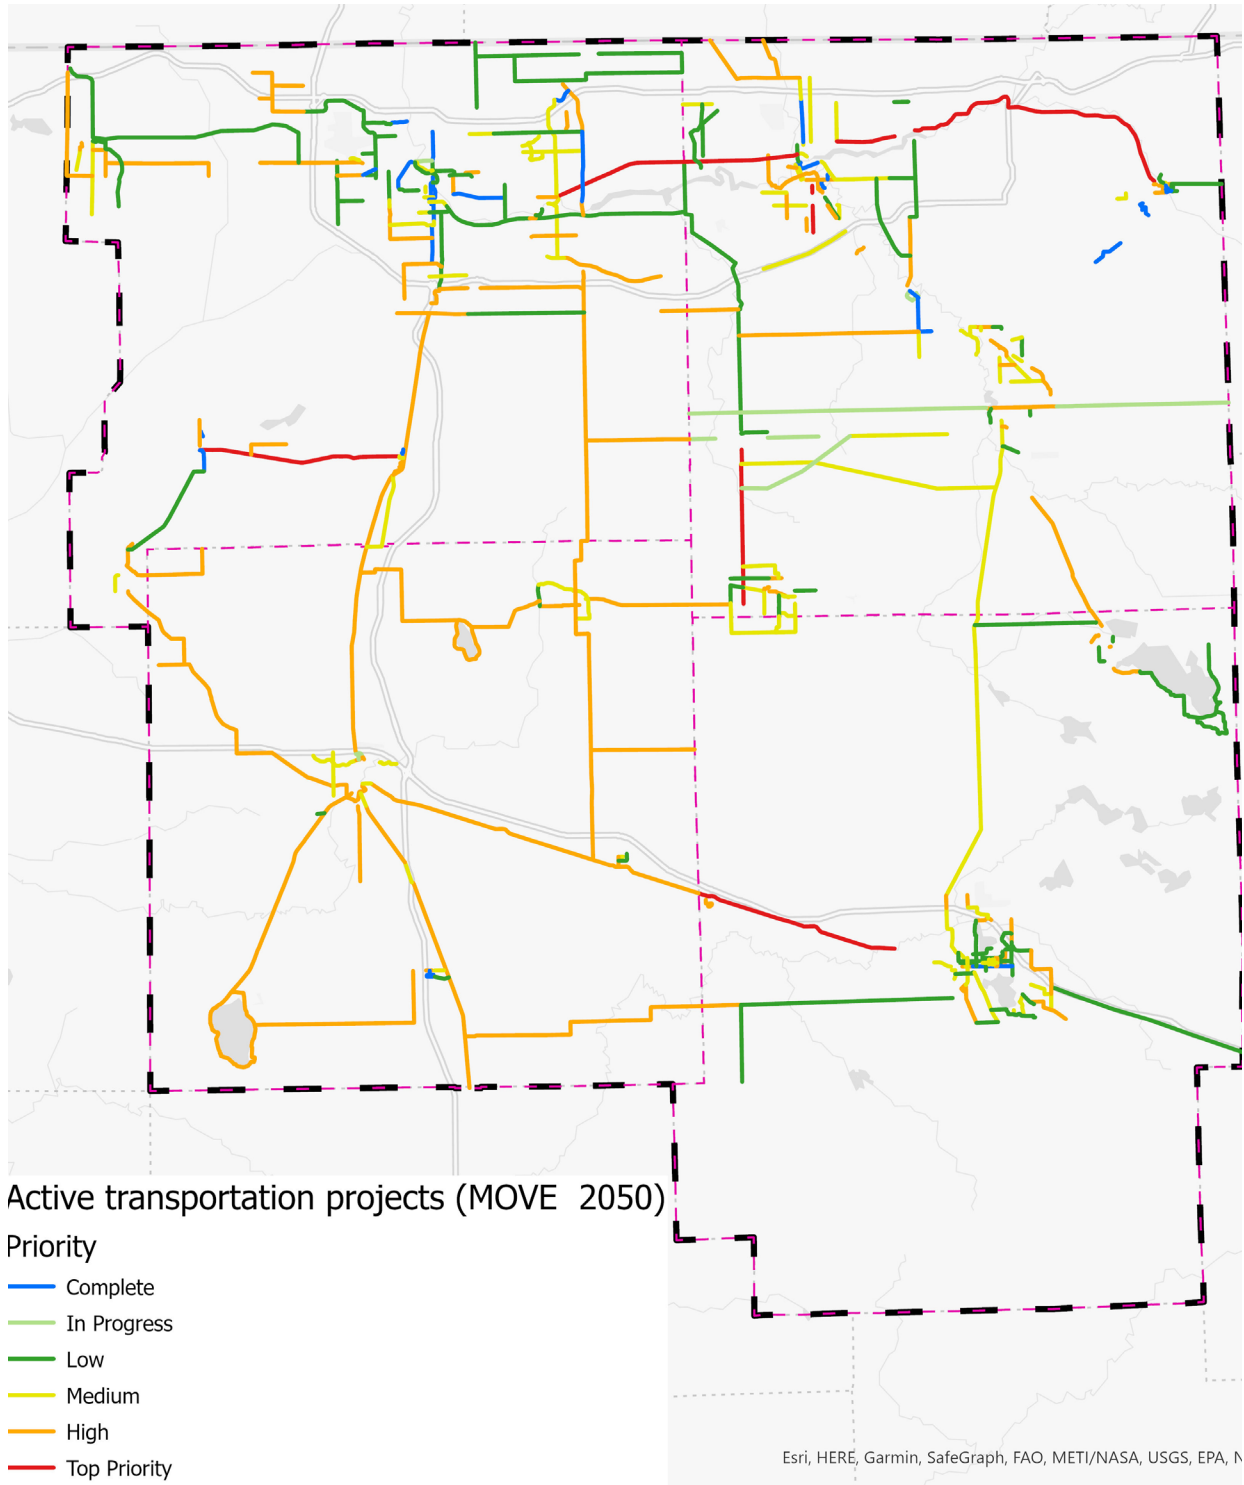 Active transportation projects (MOVE 2050)
Priority
Complete
In Progress
Low
Medium
High
Top Priority
Esri, HERE, Garmin, SafeGraph, FAO, METI/NASA, USGS, EPA, N